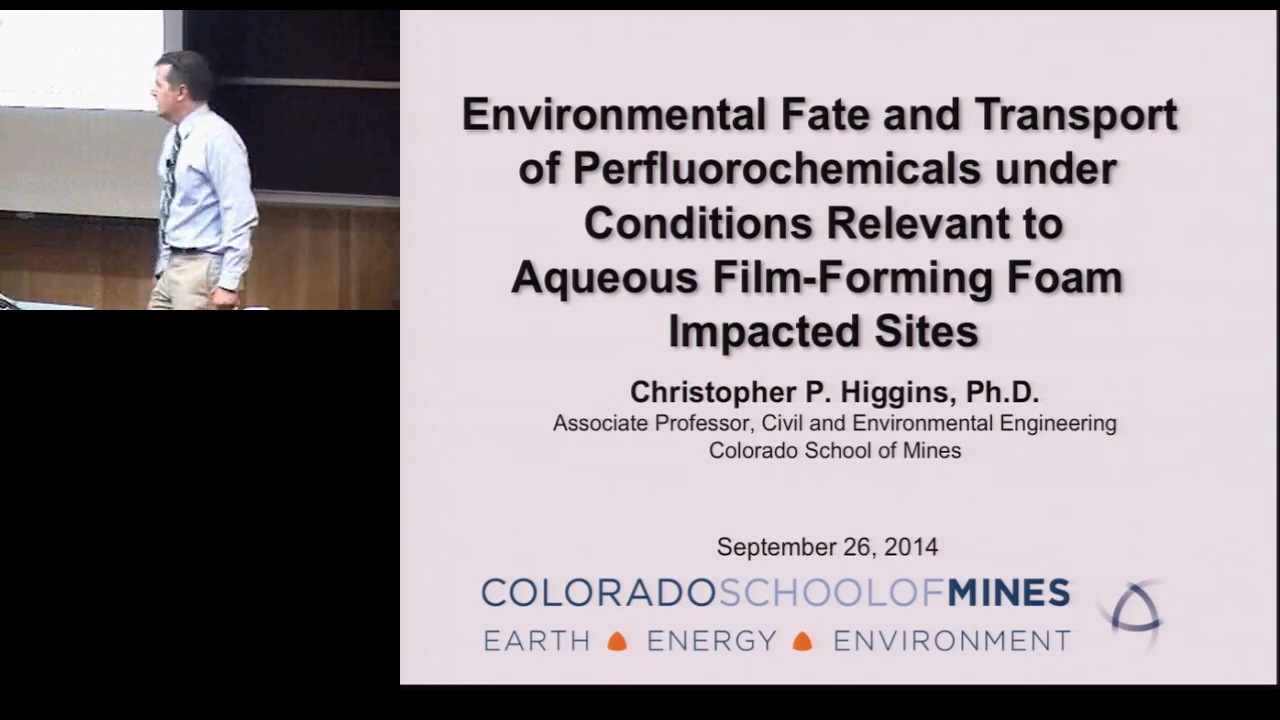 Environmental Fate and Transport
of Perfluorochemicals under
Conditions Relevant to
Aqueous Film-Forming Foam
Impacted Sites
Christopher P. Higgins, Ph.D.
Associate Professor, Civil and Environmental Engineering
Colorado School of Mines
September 26, 2014
COLORADOSCHOOLOFMINES
EARTH ENERGY ENVIRONMENT